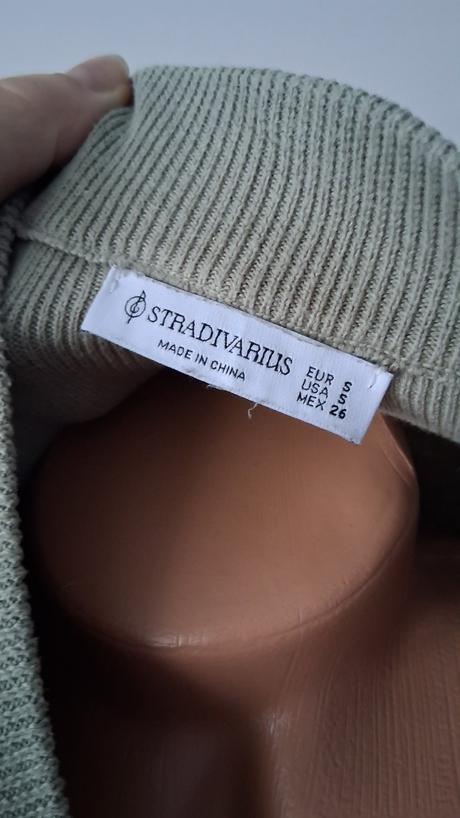 STRADIVARIUS
MADE IN CHINA
EUR S
USA S
MEX 26